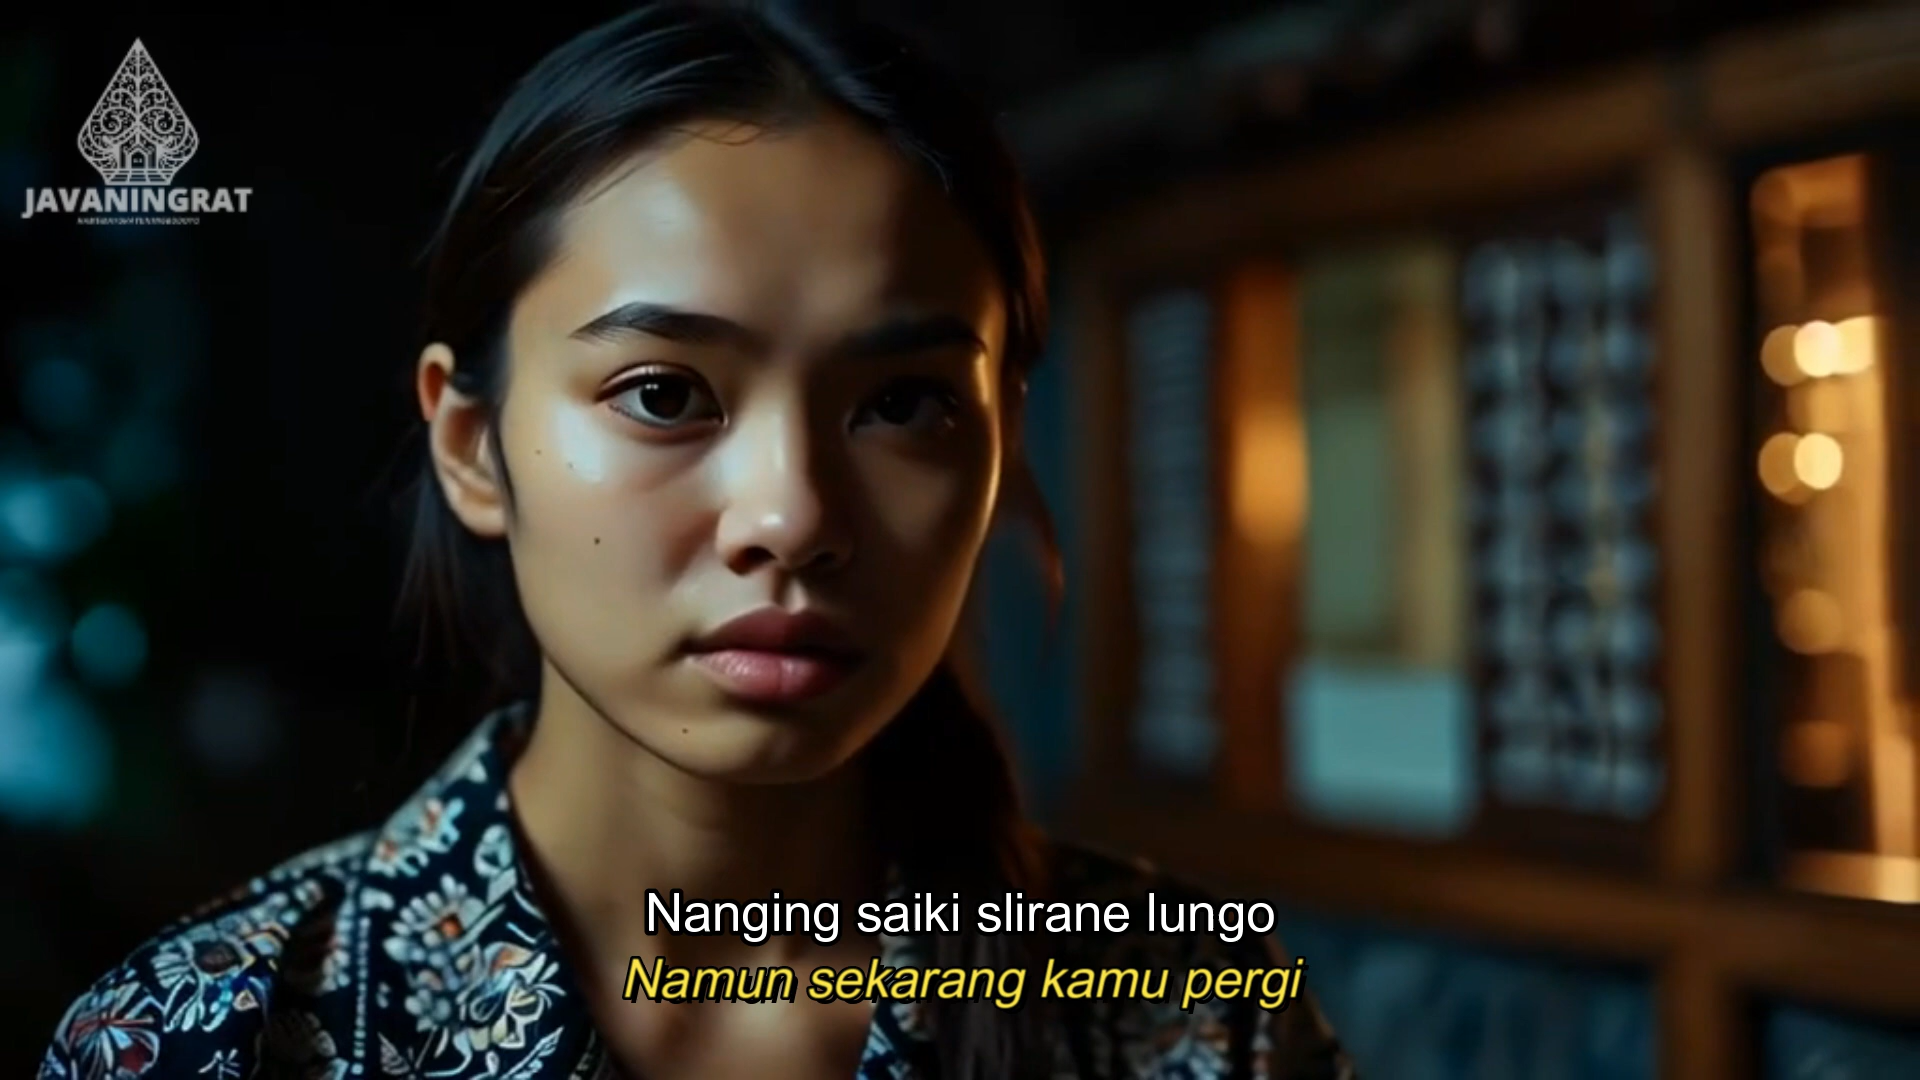 JAVANINGRAT
Nanging saiki slirane lungo
Namun sekarang kamu pergi